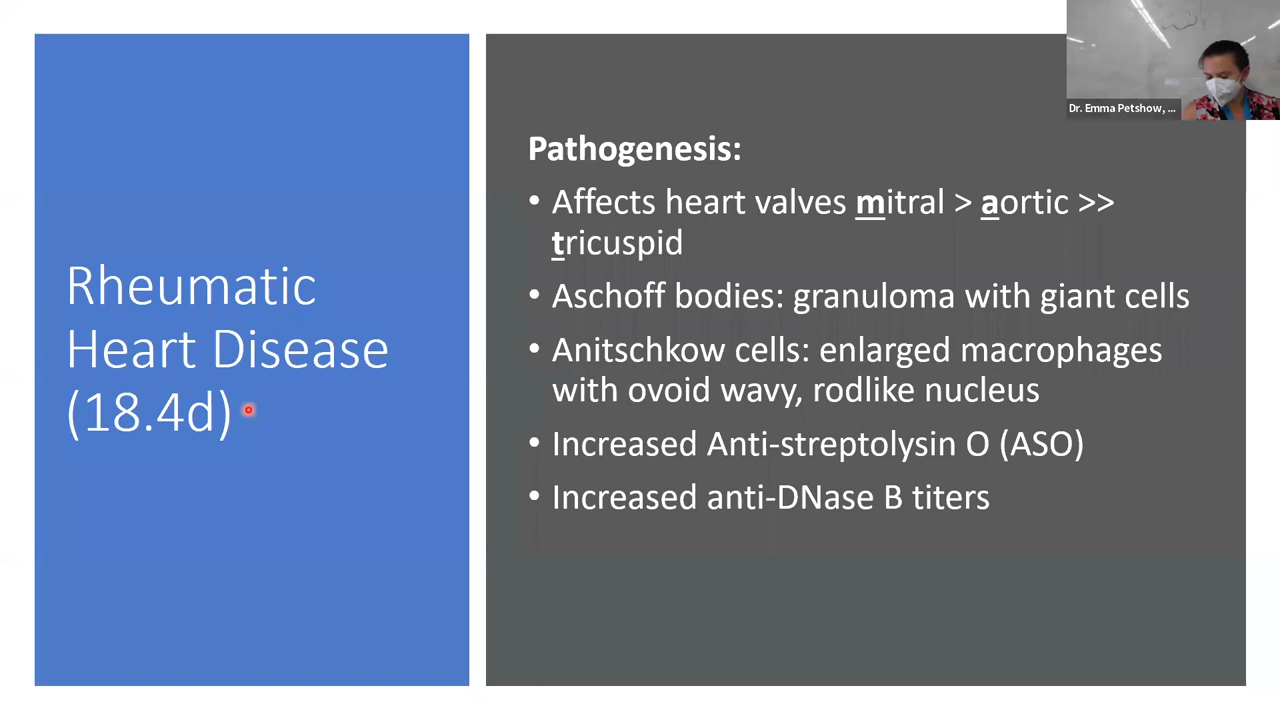 Rheumatic
Heart Disease
(18.4d)
Pathogenesis:
• Affects heart valves mitral > aortic >>
tricuspid
• Aschoff bodies: granuloma with giant cells
• Anitschkow cells: enlarged macrophages
with ovoid wavy, rodlike nucleus
• Increased Anti-streptolysin O (ASO)
• Increased anti-DNase B titers
Dr. Emma Petshow, ...